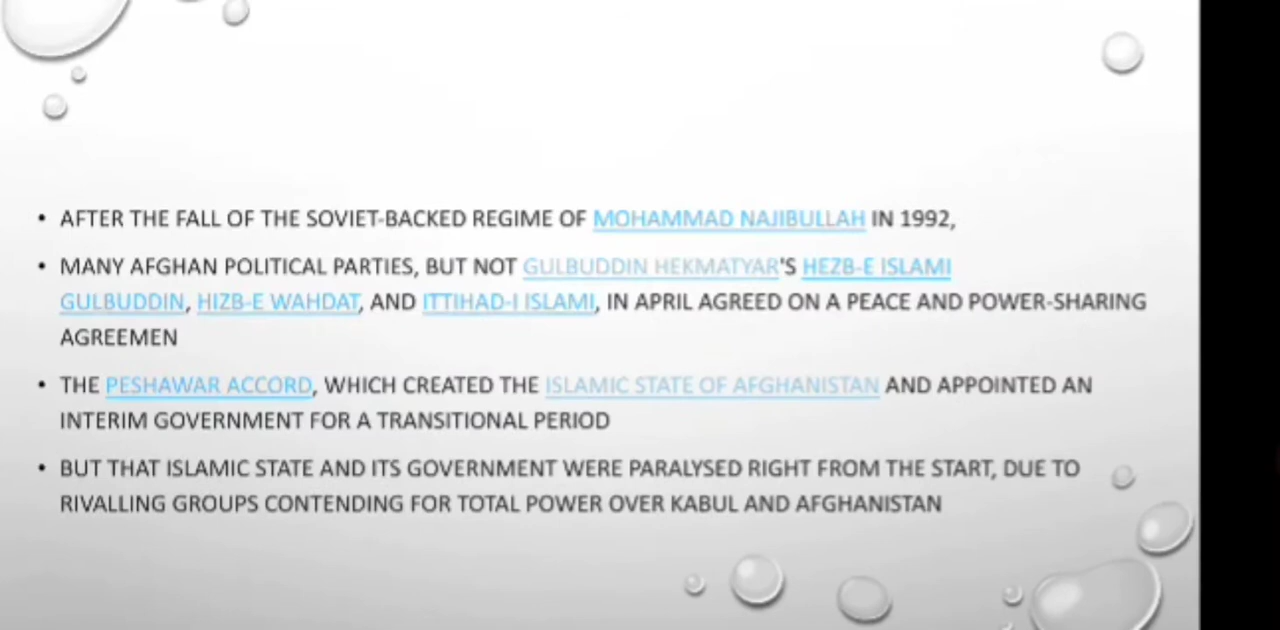 • AFTER THE FALL OF THE SOVIET-BACKED REGIME OF MOHAMMAD NAJIBULLAH IN 1992,
• MANY AFGHAN POLITICAL PARTIES, BUT NOT GULBUDDIN HEKMATYAR'S HEZB-E ISLAMI
GULBUDDIN, HIZB-E WAHDAT, AND ITTIHAD-I ISLAMI, IN APRIL AGREED ON A PEACE AND POWER-SHARING
AGREEMEN
• THE PESHAWAR ACCORD, WHICH CREATED THE ISLAMIC STATE OF AFGHANISTAN AND APPOINTED AN
INTERIM GOVERNMENT FOR A TRANSITIONAL PERIOD
• BUT THAT ISLAMIC STATE AND ITS GOVERNMENT WERE PARALYSED RIGHT FROM THE START, DUE TO
RIVALLING GROUPS CONTENDING FOR TOTAL POWER OVER KABUL AND AFGHANISTAN